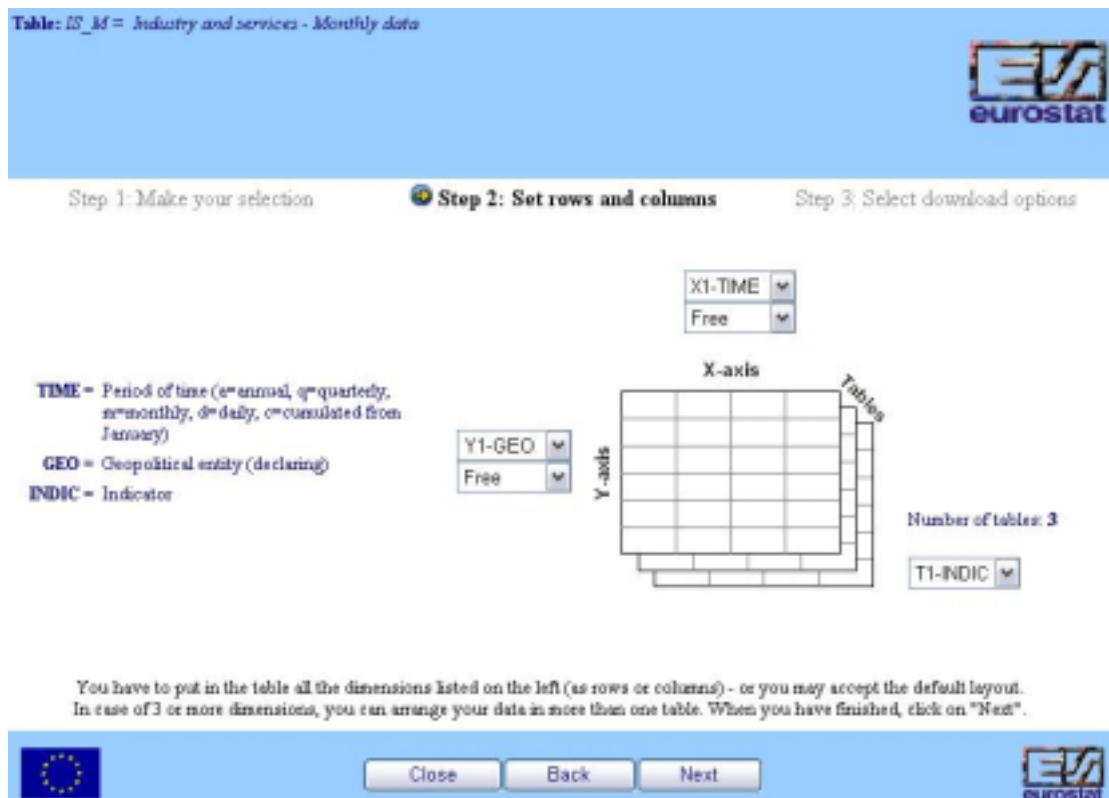 Table: IS_M = Industry and services - Monthly data
eurostat
Step 1: Make your selection
Step 2: Set rows and columns
Step 3: Select download options
X1-TIME
Free
X-axis
Tables
TIME = Period of time (a=annual, q=quarterly,
m=monthly, d=daily, c=cumulated from
January)
GEO = Geopolitical entity (declaring)
INDIC = Indicator
Y1-GEO
Free
Y-axis
Number of tables: 3
T1-INDIC
You have to put in the table all the dimensions listed on the left (as rows or columns) - or you may accept the default layout.
In case of 3 or more dimensions, you can arrange your data in more than one table. When you have finished, click on "Next".
Close
Back
Next
eurostat